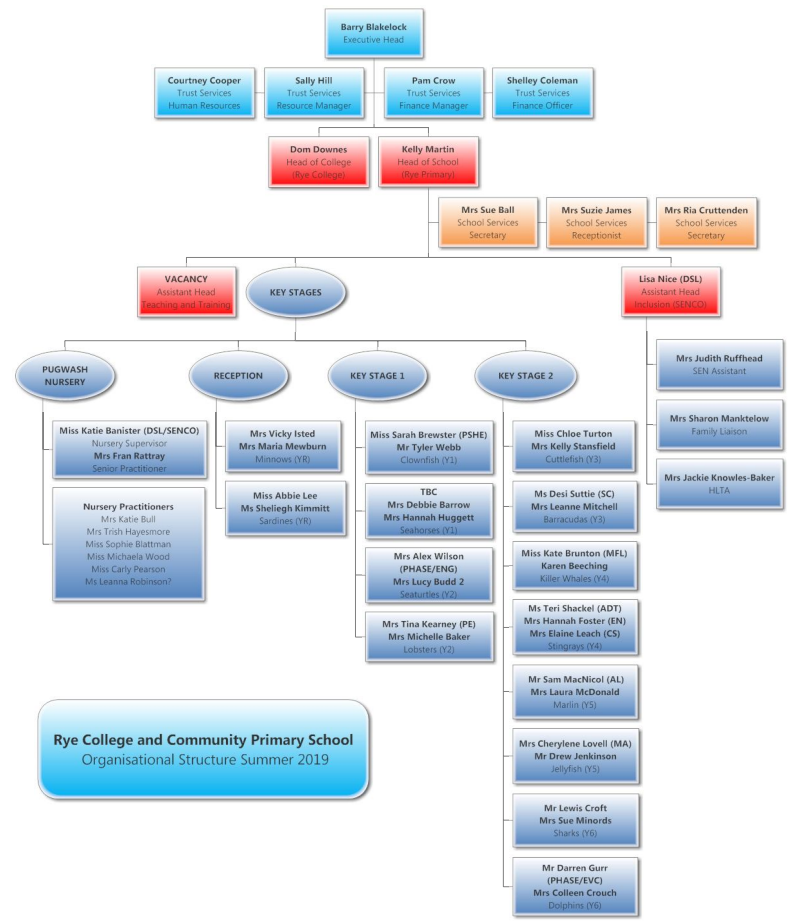 Barry Blakelock
Executive Head
Courtney Cooper
Trust Services
Human Resources
Sally Hill
Trust Services
Resource Manager
Pam Crow
Trust Services
Finance Manager
Shelley Coleman
Trust Services
Finance Officer
Dom Downes
Head of College
(Rye College)
Kelly Martin
Head of School
(Rye Primary)
Mrs Sue Ball
School Services
Secretary
Mrs Suzie James
School Services
Receptionist
Mrs Ria Cruttenden
School Services
Secretary
VACANCY
Assistant Head
Teaching and Training
KEY STAGES
Lisa Nice (DSL)
Assistant Head
Inclusion (SENCO)
Mrs Judith Ruffhead
SEN Assistant
Mrs Sharon Manktelow
Family Liaison
Mrs Jackie Knowles-Baker
HLTA
PUGWASH
NURSERY
Miss Katie Banister (DSL/SENCO)
Nursery Supervisor
Mrs Fran Rattray
Senior Practitioner
Nursery Practitioners
Mrs Katie Bull
Mrs Trish Hayesmore
Miss Sophie Blattman
Miss Michaela Wood
Miss Carly Pearson
Ms Leanna Robinson?
RECEPTION
Mrs Vicky Isted
Mrs Maria Mewburn
Minnows (YR)
Miss Abbie Lee
Ms Sheliegh Kimmitt
Sardines (YR)
KEY STAGE 1
Miss Sarah Brewster (PSHE)
Mr Tyler Webb
Clownfish (Y1)
TBC
Mrs Debbie Barrow
Mrs Hannah Huggett
Seahorses (Y1)
Mrs Alex Wilson
(PHASE/ENG)
Mrs Lucy Budd 2
Seaturties (Y2)
Mrs Tina Kearney (PE)
Mrs Michelle Baker
Lobsters (Y2)
KEY STAGE 2
Miss Chloe Turton
Mrs Kelly Stansfield
Cuttlefish (Y3)
Ms Desi Suttie (SC)
Mrs Leanne Mitchell
Barracudas (Y3)
Miss Kate Brunton (MFL)
Karen Beeching
Killer Whales (Y4)
Ms Teri Shackel (ADT)
Mrs Hannah Foster (EN)
Mrs Elaine Leach (CS)
Stingrays (Y4)
Mr Sam MacNicol (AL)
Mrs Laura McDonald
Marlin (Y5)
Mrs Cherylene Lovell (MA)
Mr Drew Jenkinson
Jellyfish (Y5)
Mr Lewis Croft
Mrs Sue Minords
Sharks (Y6)
Mr Darren Gurr
(PHASE/EVC)
Mrs Colleen Crouch
Dolphins (Y6)
Rye College and Community Primary School
Organisational Structure Summer 2019